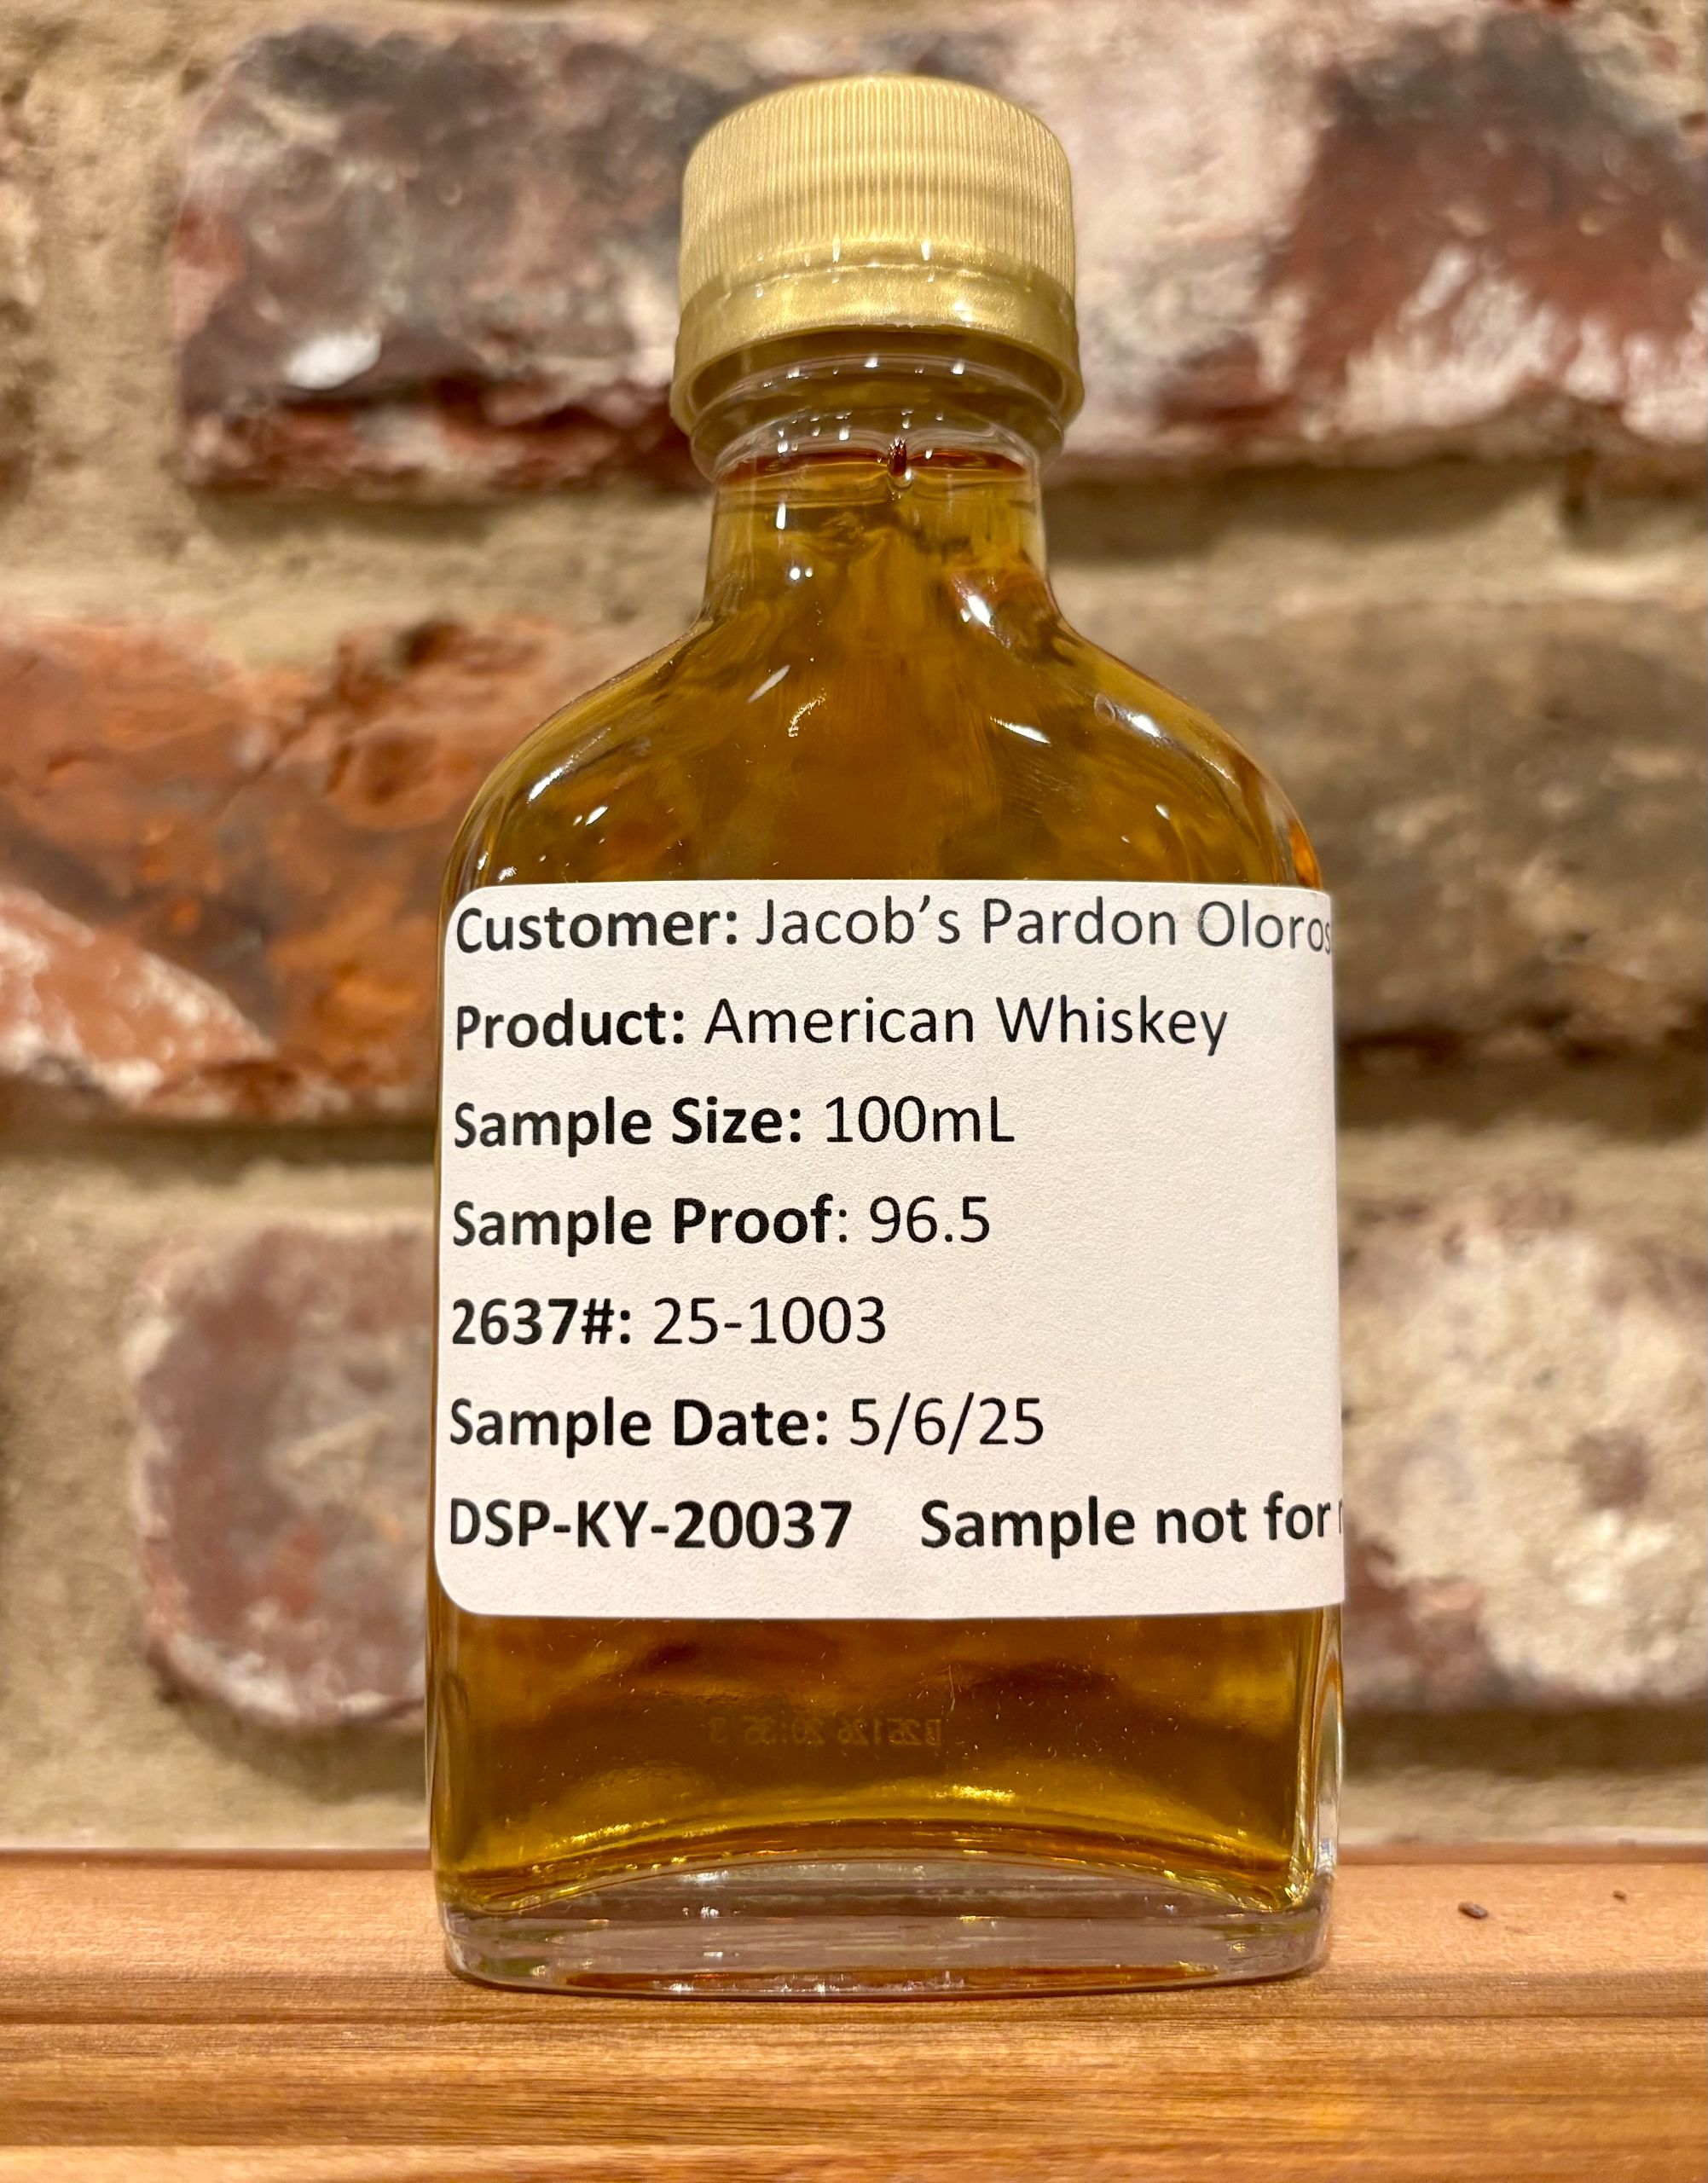 Customer: Jacob's Pardon Oloros
Product: American Whiskey
Sample Size: 100mL
Sample Proof: 96.5
2637#: 25-1003
Sample Date: 5/6/25
DSP-KY-20037 Sample not for